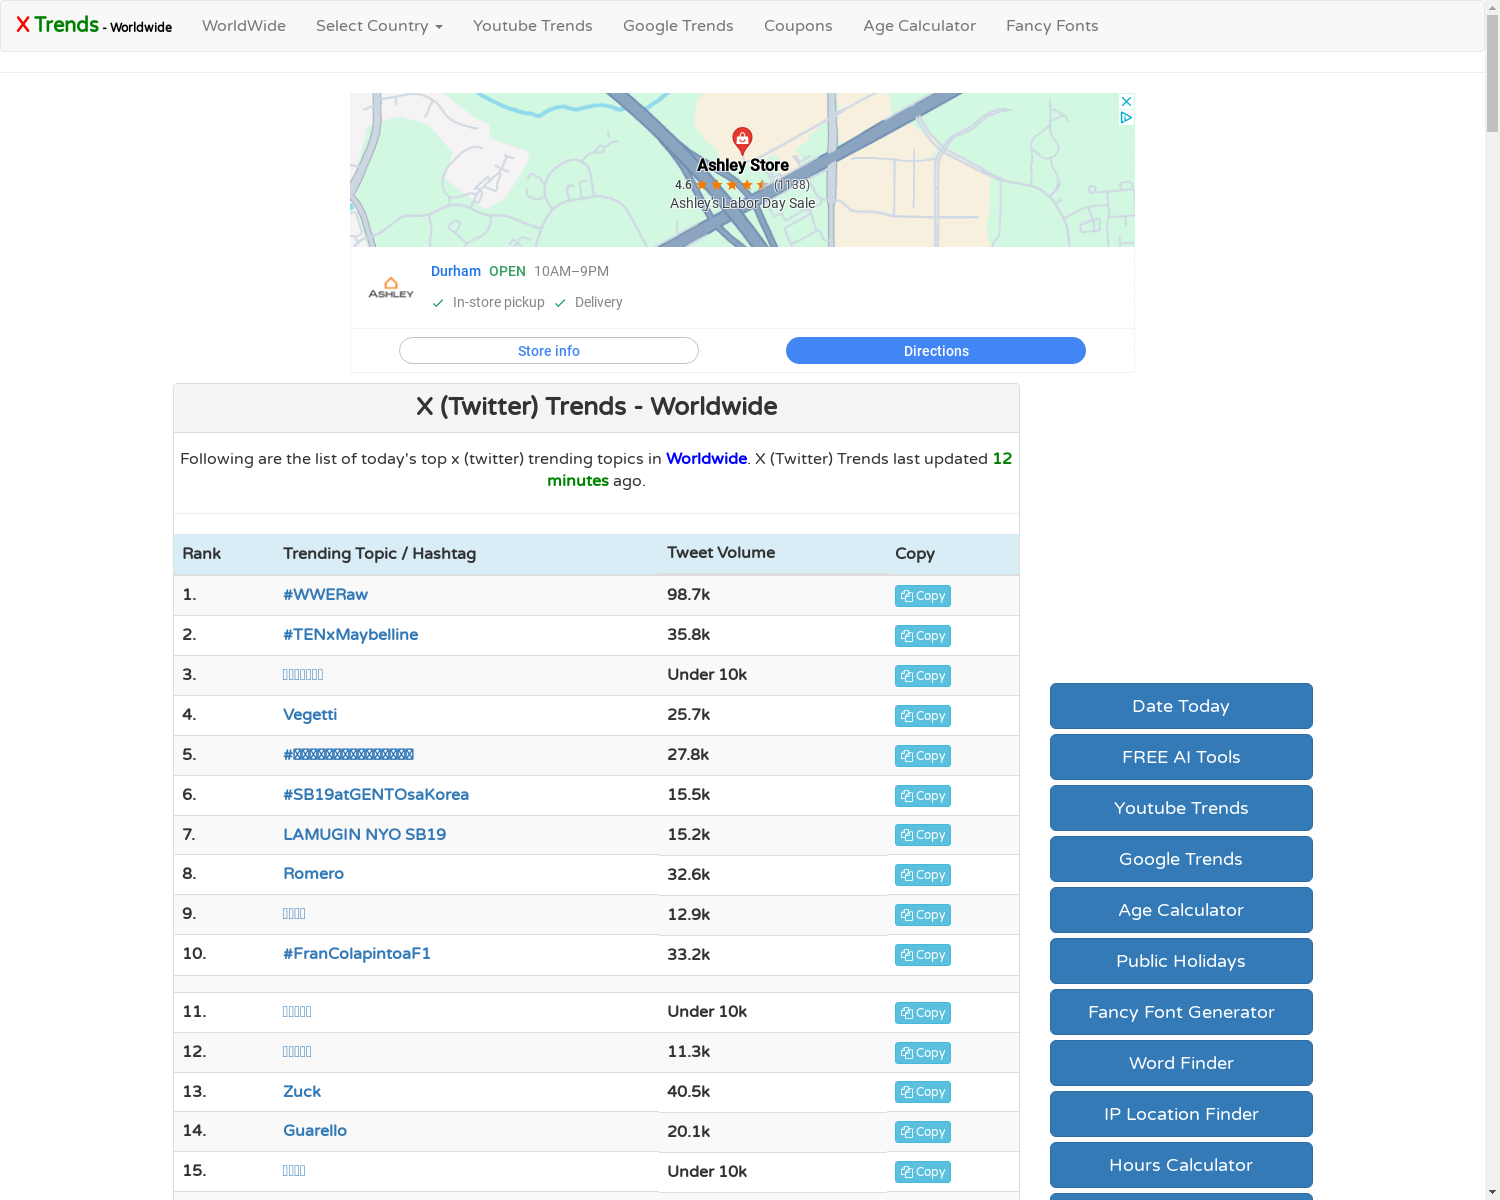 X Trends - Worldwide
WorldWide
Select Country
Youtube Trends
Google Trends
Coupons
Age Calculator
Fancy Fonts
Ashley Store
4.6 (1138)
Ashley's Labor Day Sale
ASHLEY
Durham OPEN 10AM–9PM
In-store pickup Delivery
Store info
Directions
X (Twitter) Trends - Worldwide
Following are the list of today's top x (twitter) trending topics in Worldwide. X (Twitter) Trends last updated 12
minutes ago.
Rank Trending Topic / Hashtag Tweet Volume Copy
1. #WWERaw 98.7k Copy
2. #TENxMaybelline 35.8k Copy
3. Under 10k Copy
4. Vegetti 25.7k Copy
5. # 27.8k Copy
6. #SB19atGENTOsaKorea 15.5k Copy
7. LAMUGIN NYO SB19 15.2k Copy
8. Romero 32.6k Copy
9. 12.9k Copy
10. #FranColapintoaF1 33.2k Copy
11. Under 10k Copy
12. 11.3k Copy
13. Zuck 40.5k Copy
14. Guarello 20.1k Copy
15. Under 10k Copy
Date Today
FREE AI Tools
Youtube Trends
Google Trends
Age Calculator
Public Holidays
Fancy Font Generator
Word Finder
IP Location Finder
Hours Calculator